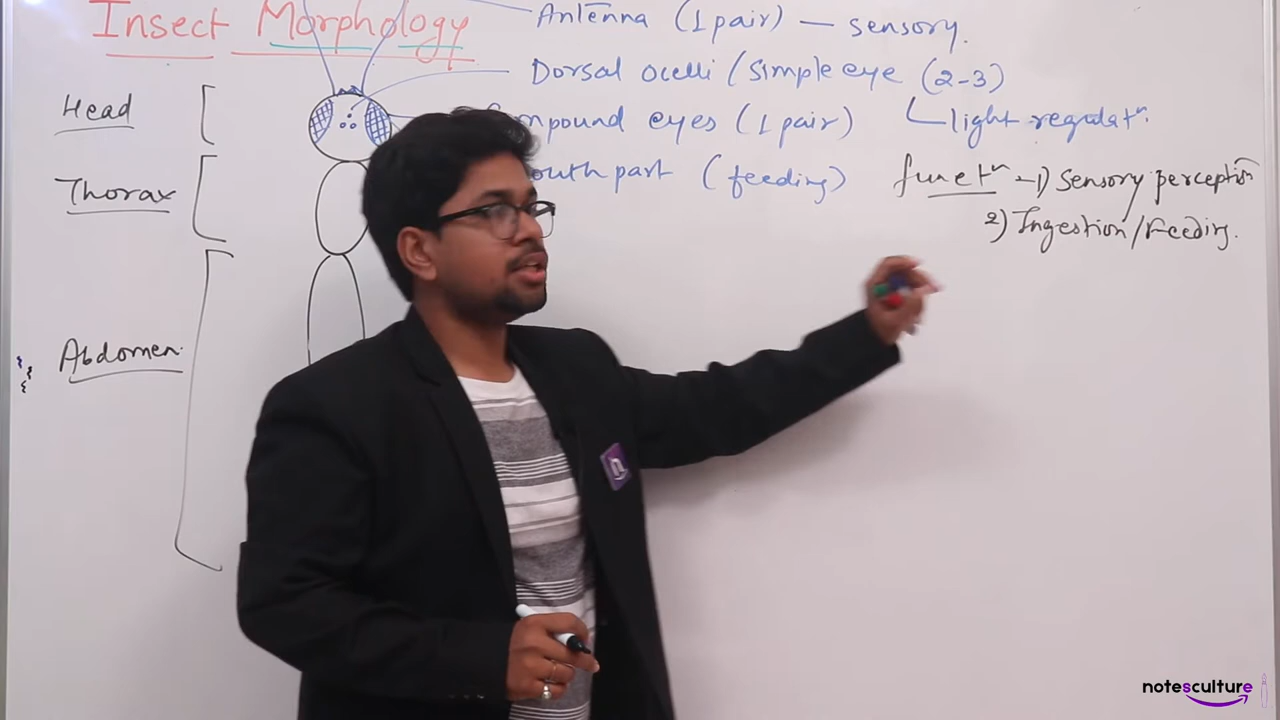 Insect Morphology
Antenna (1 pair) — sensory.
Dorsal ocelli / simple eye (2-3)
light regulatⁿ.
mpound eyes (1 pair)
outh part (feeding)
functⁿ - 1) Sensory perception
2) Ingestion/Feeding.
Head
Thorax
Abdomen.
n
notesculture